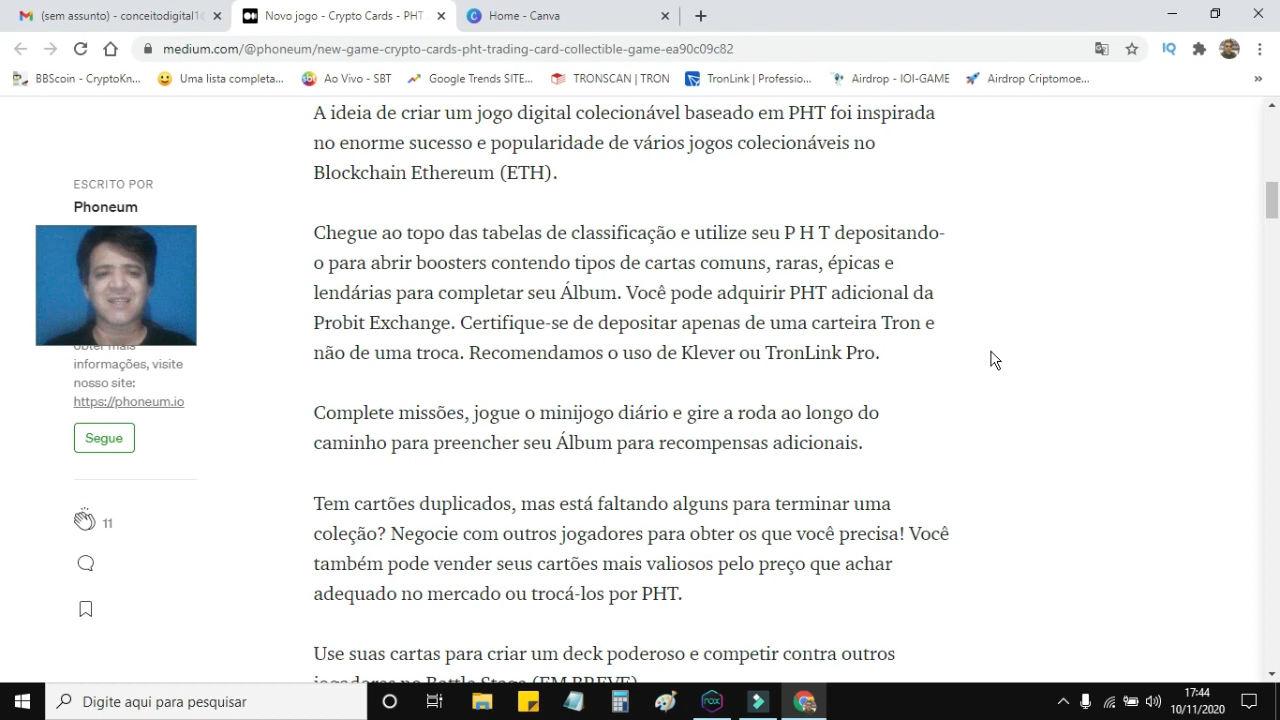 (sem assunto) - conceitodigital1
Novo jogo - Crypto Cards - PHT
Home - Canva
medium.com/@phoneum/new-game-crypto-cards-pht-trading-card-collectible-game-ea90c09c82
BBScoin - CryptoKn...
Uma lista completa...
Ao Vivo - SBT
Google Trends SITE...
TRONSCAN | TRON
TronLink | Professio...
Airdrop - IOI-GAME
Airdrop Criptomoe...
A ideia de criar um jogo digital colecionável baseado em PHT foi inspirada
no enorme sucesso e popularidade de vários jogos colecionáveis no
Blockchain Ethereum (ETH).
ESCRITO POR
Phoneum
obter mais
informações, visite
nosso site:
https://phoneum.io
Segue
11
Chegue ao topo das tabelas de classificação e utilize seu P H T depositando-
o para abrir boosters contendo tipos de cartas comuns, raras, épicas e
lendárias para completar seu Álbum. Você pode adquirir PHT adicional da
Probit Exchange. Certifique-se de depositar apenas de uma carteira Tron e
não de uma troca. Recomendamos o uso de Klever ou TronLink Pro.
Complete missões, jogue o minijogo diário e gire a roda ao longo do
caminho para preencher seu Álbum para recompensas adicionais.
Tem cartões duplicados, mas está faltando alguns para terminar uma
coleção? Negocie com outros jogadores para obter os que você precisa! Você
também pode vender seus cartões mais valiosos pelo preço que achar
adequado no mercado ou trocá-los por PHT.
Use suas cartas para criar um deck poderoso e competir contra outros
jogadores no Battle Stage (EM BREVE)
Digite aqui para pesquisar
nox
17:44
10/11/2020